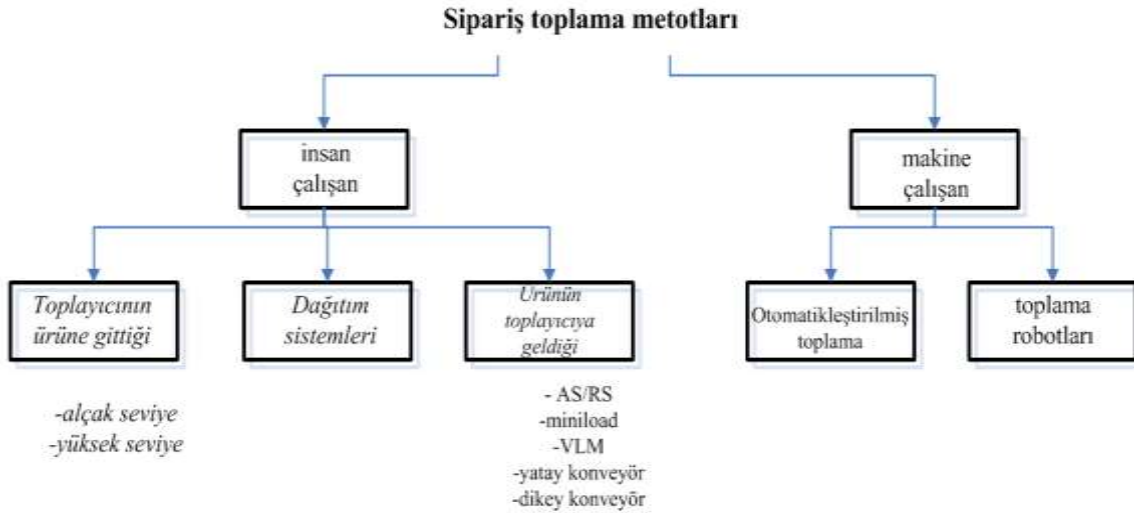 Sipariş toplama metotları
insan
çalışan
makine
çalışan
Toplayıcının
ürüne gittiği
Dağıtım
sistemleri
Ürünün
toplayıcıya
geldiği
Otomatikleştirilmiş
toplama
toplama
robotları
-alçak seviye
-yüksek seviye
- AS/RS
-miniload
-VLM
-yatay konveyör
-dikey konveyör